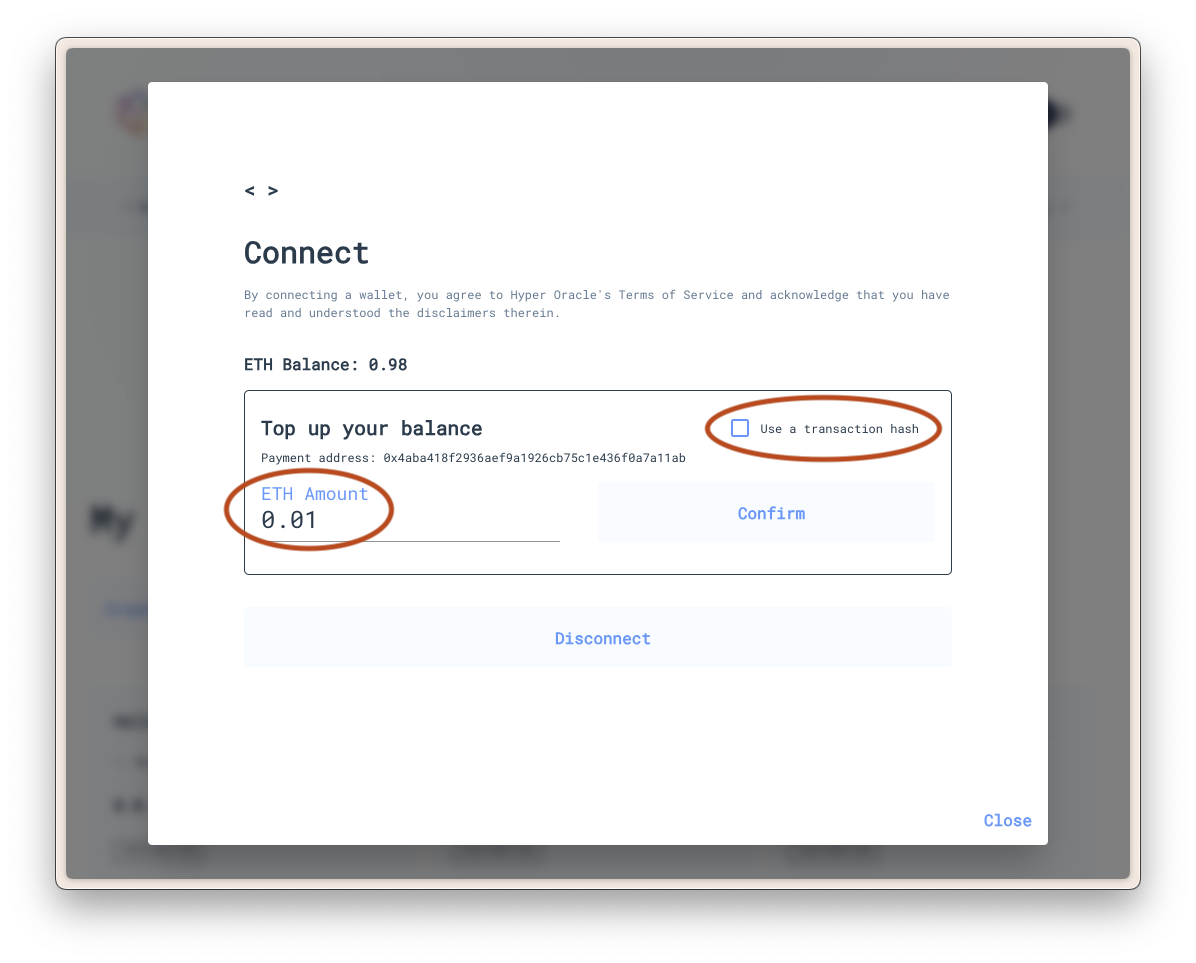 < >
Connect
By connecting a wallet, you agree to Hyper Oracle's Terms of Service and acknowledge that you have
read and understood the disclaimers therein.
ETH Balance: 0.98
Top up your balance
Use a transaction hash
Payment address: 0x4aba418f2936aef9a1926cb75c1e436f0a7a11ab
ETH Amount
0.01
Confirm
Disconnect
My
Close